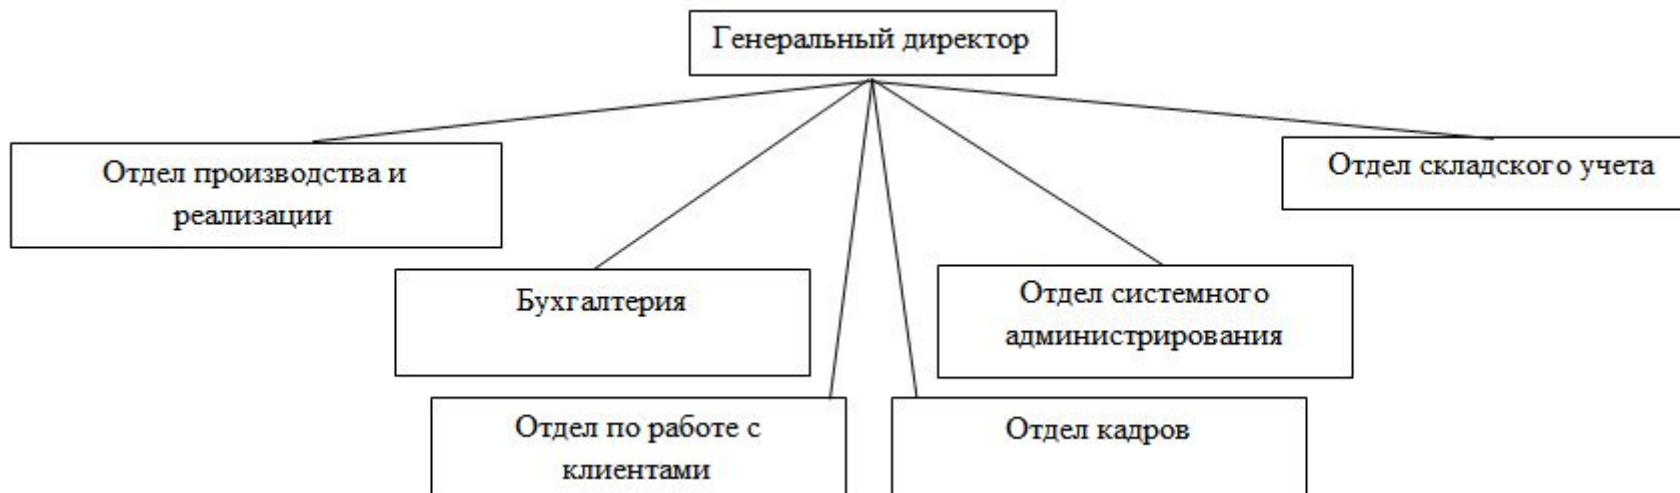 Генеральный директор
Отдел производства и
реализации
Отдел складского учета
Бухгалтерия
Отдел системного
администрирования
Отдел по работе с
клиентами
Отдел кадров